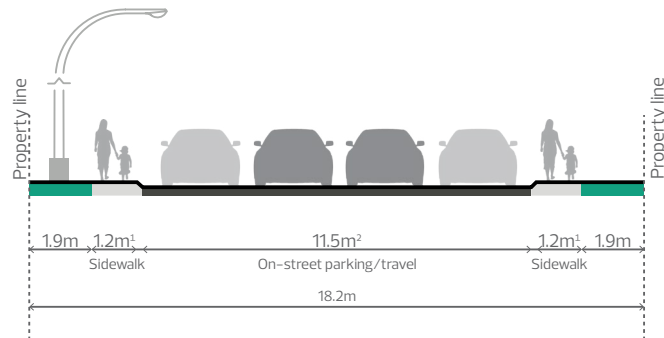 Property line
Property line
1.9m 1.2m¹ 11.5m² 1.2m¹ 1.9m
Sidewalk On-street parking/travel Sidewalk
18.2m